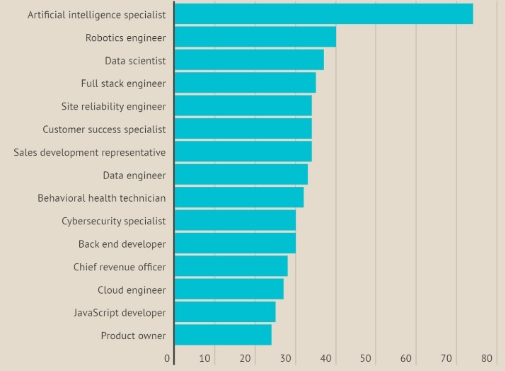 Artificial intelligence specialist
Robotics engineer
Data scientist
Full stack engineer
Site reliability engineer
Customer success specialist
Sales development representative
Data engineer
Behavioral health technician
Cybersecurity specialist
Back end developer
Chief revenue officer
Cloud engineer
JavaScript developer
Product owner
0 10 20 30 40 50 60 70 80